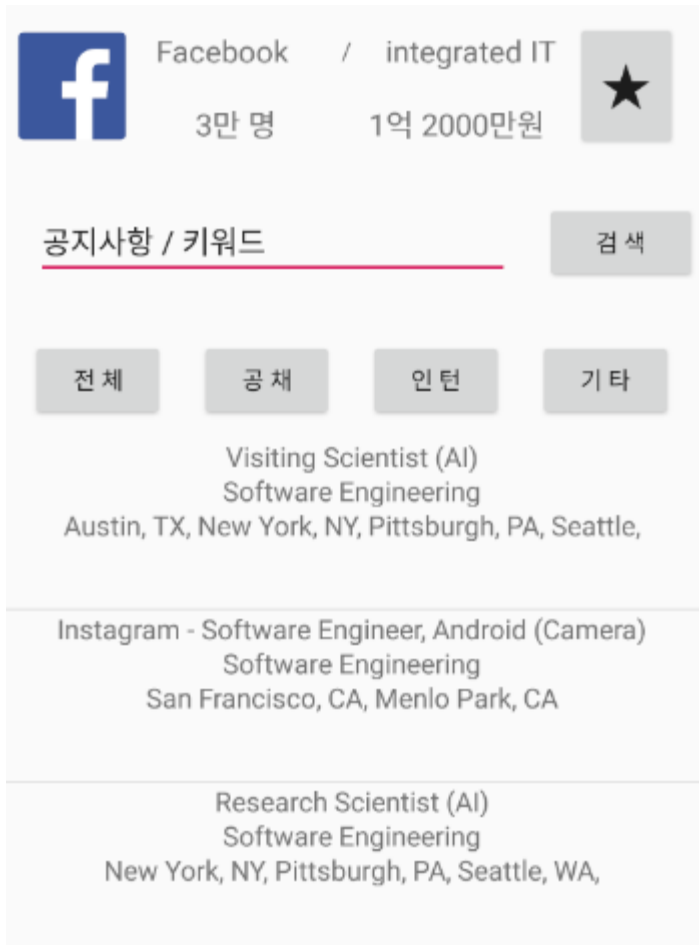 Facebook / integrated IT
3만 명 1억 2000만원
공지사항 / 키워드 검 색
전 체 공 채 인 턴 기 타
Visiting Scientist (AI)
Software Engineering
Austin, TX, New York, NY, Pittsburgh, PA, Seattle,
Instagram - Software Engineer, Android (Camera)
Software Engineering
San Francisco, CA, Menlo Park, CA
Research Scientist (AI)
Software Engineering
New York, NY, Pittsburgh, PA, Seattle, WA,